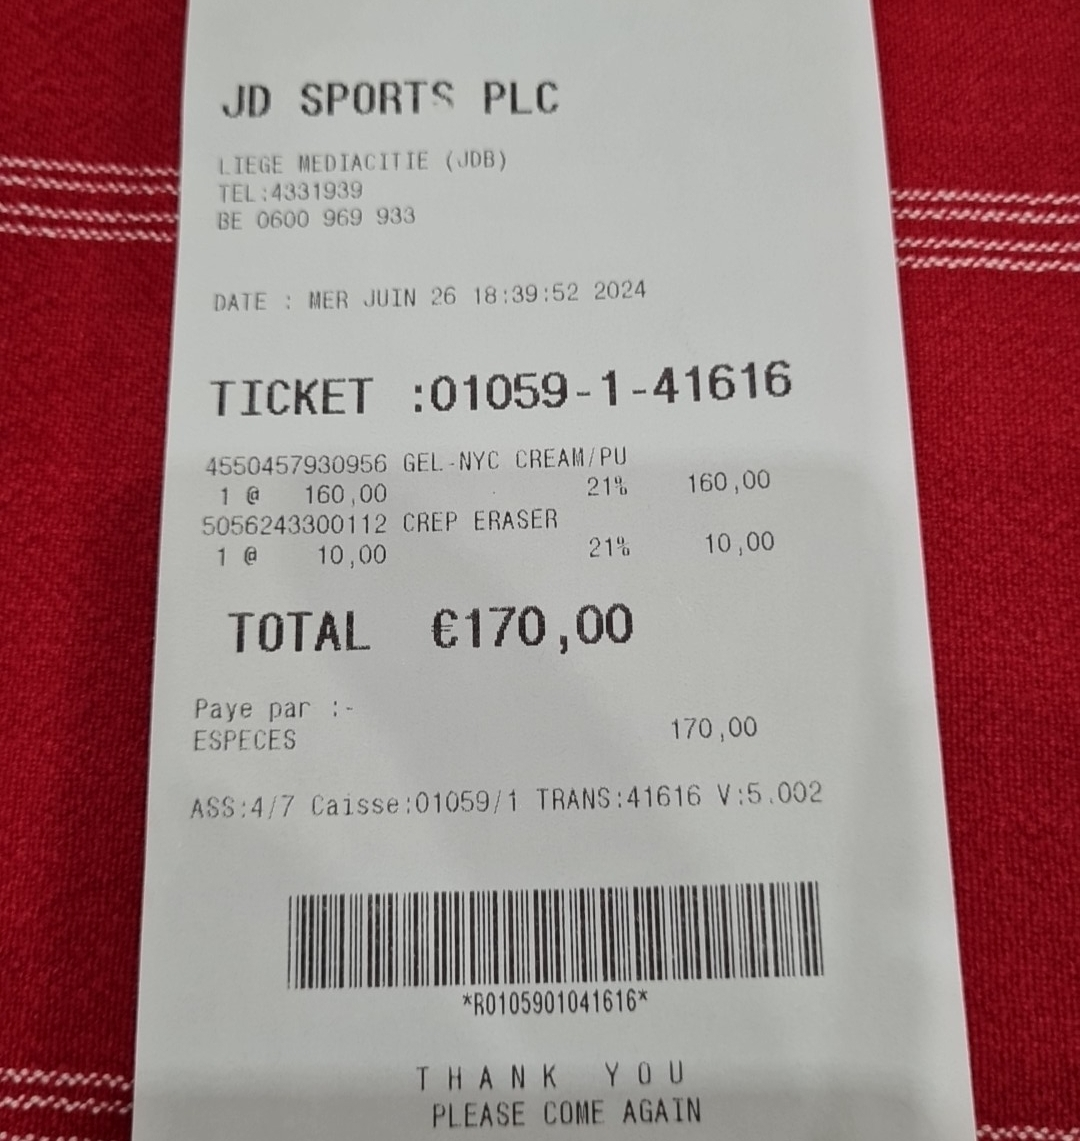 JD SPORTS PLC
LIEGE MEDIACITIE (JDB)
TEL:4331939
BE 0600 969 933
DATE : MER JUIN 26 18:39:52 2024
TICKET :01059-1-41616
4550457930956 GEL-NYC CREAM/PU
1 @ 160,00 21% 160,00
5056243300112 CREP ERASER
1 @ 10,00 21% 10,00
TOTAL €170,00
Paye par :-
ESPECES 170,00
ASS:4/7 Caisse:01059/1 TRANS:41616 V:5.002
*R0105901041616*
THANK YOU
PLEASE COME AGAIN